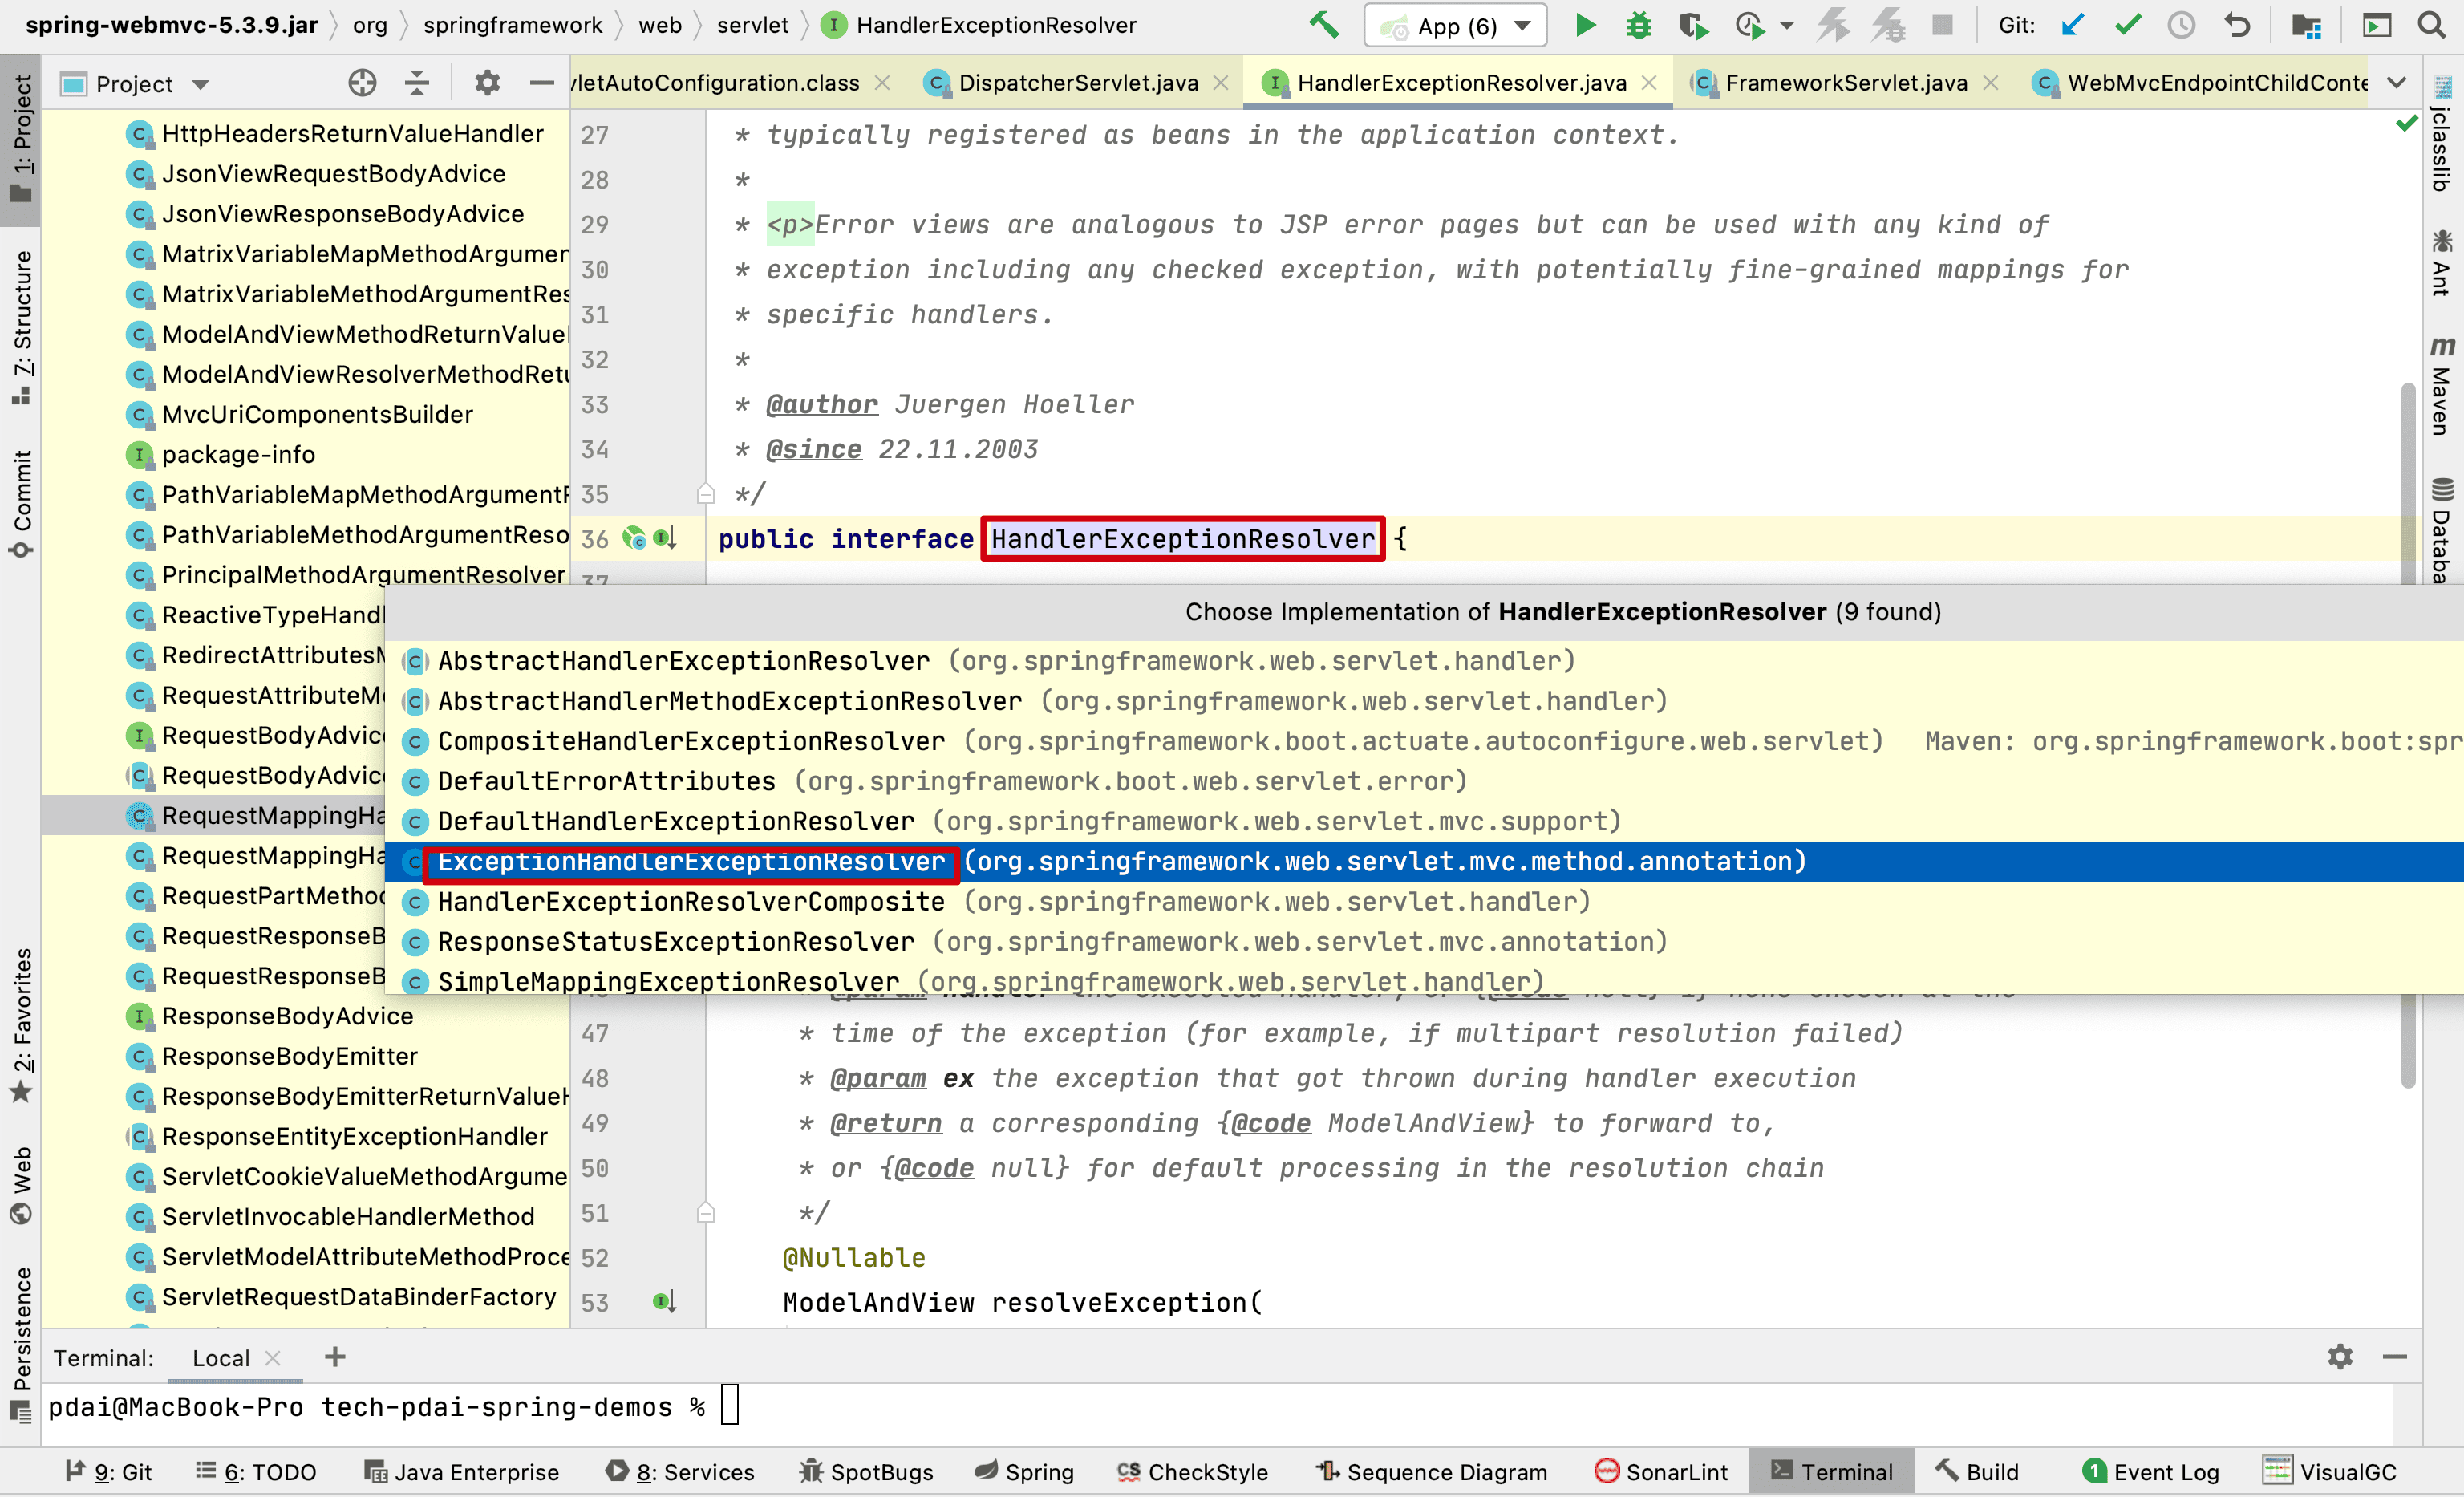 spring-webmvc-5.3.9.jar org springframework web servlet HandlerExceptionResolver
App (6) Git:
1: Project
7: Structure
Commit
2: Favorites
Web
Persistence
Project
vletAutoConfiguration.class DispatcherServlet.java HandlerExceptionResolver.java FrameworkServlet.java WebMvcEndpointChildConte
HttpHeadersReturnValueHandler
JsonViewRequestBodyAdvice
JsonViewResponseBodyAdvice
MatrixVariableMapMethodArgumen
MatrixVariableMethodArgumentRes
ModelAndViewMethodReturnValue
ModelAndViewResolverMethodRetu
MvcUriComponentsBuilder
package-info
PathVariableMapMethodArgument
PathVariableMethodArgumentReso
PrincipalMethodArgumentResolver
ReactiveTypeHandl
RedirectAttributesM
RequestAttributeMe
RequestBodyAdvice
RequestBodyAdvice
RequestMappingHa
RequestMappingHa
RequestPartMethod
RequestResponseB
RequestResponseB
ResponseBodyAdvice
ResponseBodyEmitter
ResponseBodyEmitterReturnValueH
ResponseEntityExceptionHandler
ServletCookieValueMethodArgume
ServletInvocableHandlerMethod
ServletModelAttributeMethodProce
ServletRequestDataBinderFactory
27 * typically registered as beans in the application context.
28 *
29 * <p>Error views are analogous to JSP error pages but can be used with any kind of
30 * exception including any checked exception, with potentially fine-grained mappings for
31 * specific handlers.
32 *
33 * @author Juergen Hoeller
34 * @since 22.11.2003
35 */
36 public interface HandlerExceptionResolver {
37
Choose Implementation of HandlerExceptionResolver (9 found)
AbstractHandlerExceptionResolver (org.springframework.web.servlet.handler)
AbstractHandlerMethodExceptionResolver (org.springframework.web.servlet.handler)
CompositeHandlerExceptionResolver (org.springframework.boot.actuate.autoconfigure.web.servlet) Maven: org.springframework.boot:spr
DefaultErrorAttributes (org.springframework.boot.web.servlet.error)
DefaultHandlerExceptionResolver (org.springframework.web.servlet.mvc.support)
ExceptionHandlerExceptionResolver (org.springframework.web.servlet.mvc.method.annotation)
HandlerExceptionResolverComposite (org.springframework.web.servlet.handler)
ResponseStatusExceptionResolver (org.springframework.web.servlet.mvc.annotation)
SimpleMappingExceptionResolver (org.springframework.web.servlet.handler)
47 * time of the exception (for example, if multipart resolution failed)
48 * @param ex the exception that got thrown during handler execution
49 * @return a corresponding {@code ModelAndView} to forward to,
50 * or {@code null} for default processing in the resolution chain
51 */
52 @Nullable
53 ModelAndView resolveException(
jclasslib
Ant
Maven
Databa
Terminal: Local
pdai@MacBook-Pro tech-pdai-spring-demos %
9: Git 6: TODO Java Enterprise 8: Services SpotBugs Spring CheckStyle Sequence Diagram SonarLint Terminal Build 1 Event Log VisualGC